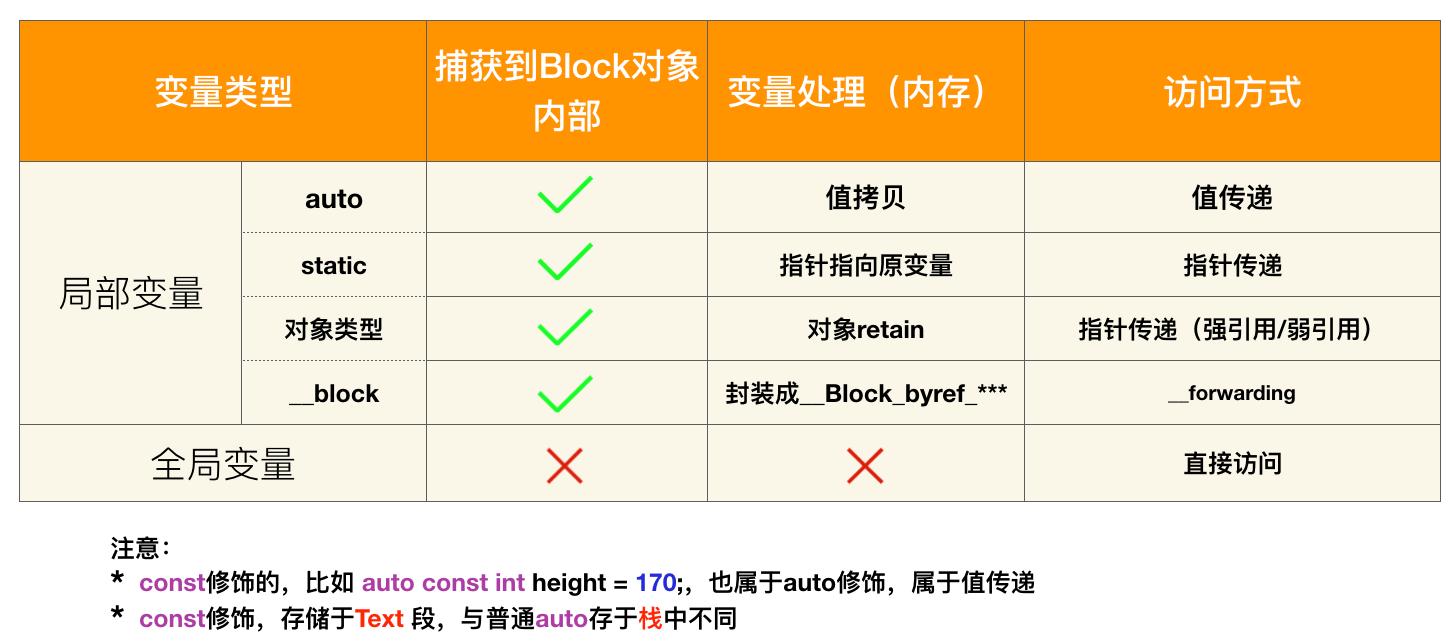 变量类型
捕获到Block对象
内部
变量处理（内存）
访问方式
局部变量
auto
值拷贝
值传递
static
指针指向原变量
指针传递
对象类型
对象retain
指针传递（强引用/弱引用）
__block
封装成__Block_byref_***
__forwarding
全局变量
直接访问
注意：
* const修饰的，比如 auto const int height = 170;，也属于auto修饰，属于值传递
* const修饰，存储于Text 段，与普通auto存于栈中不同